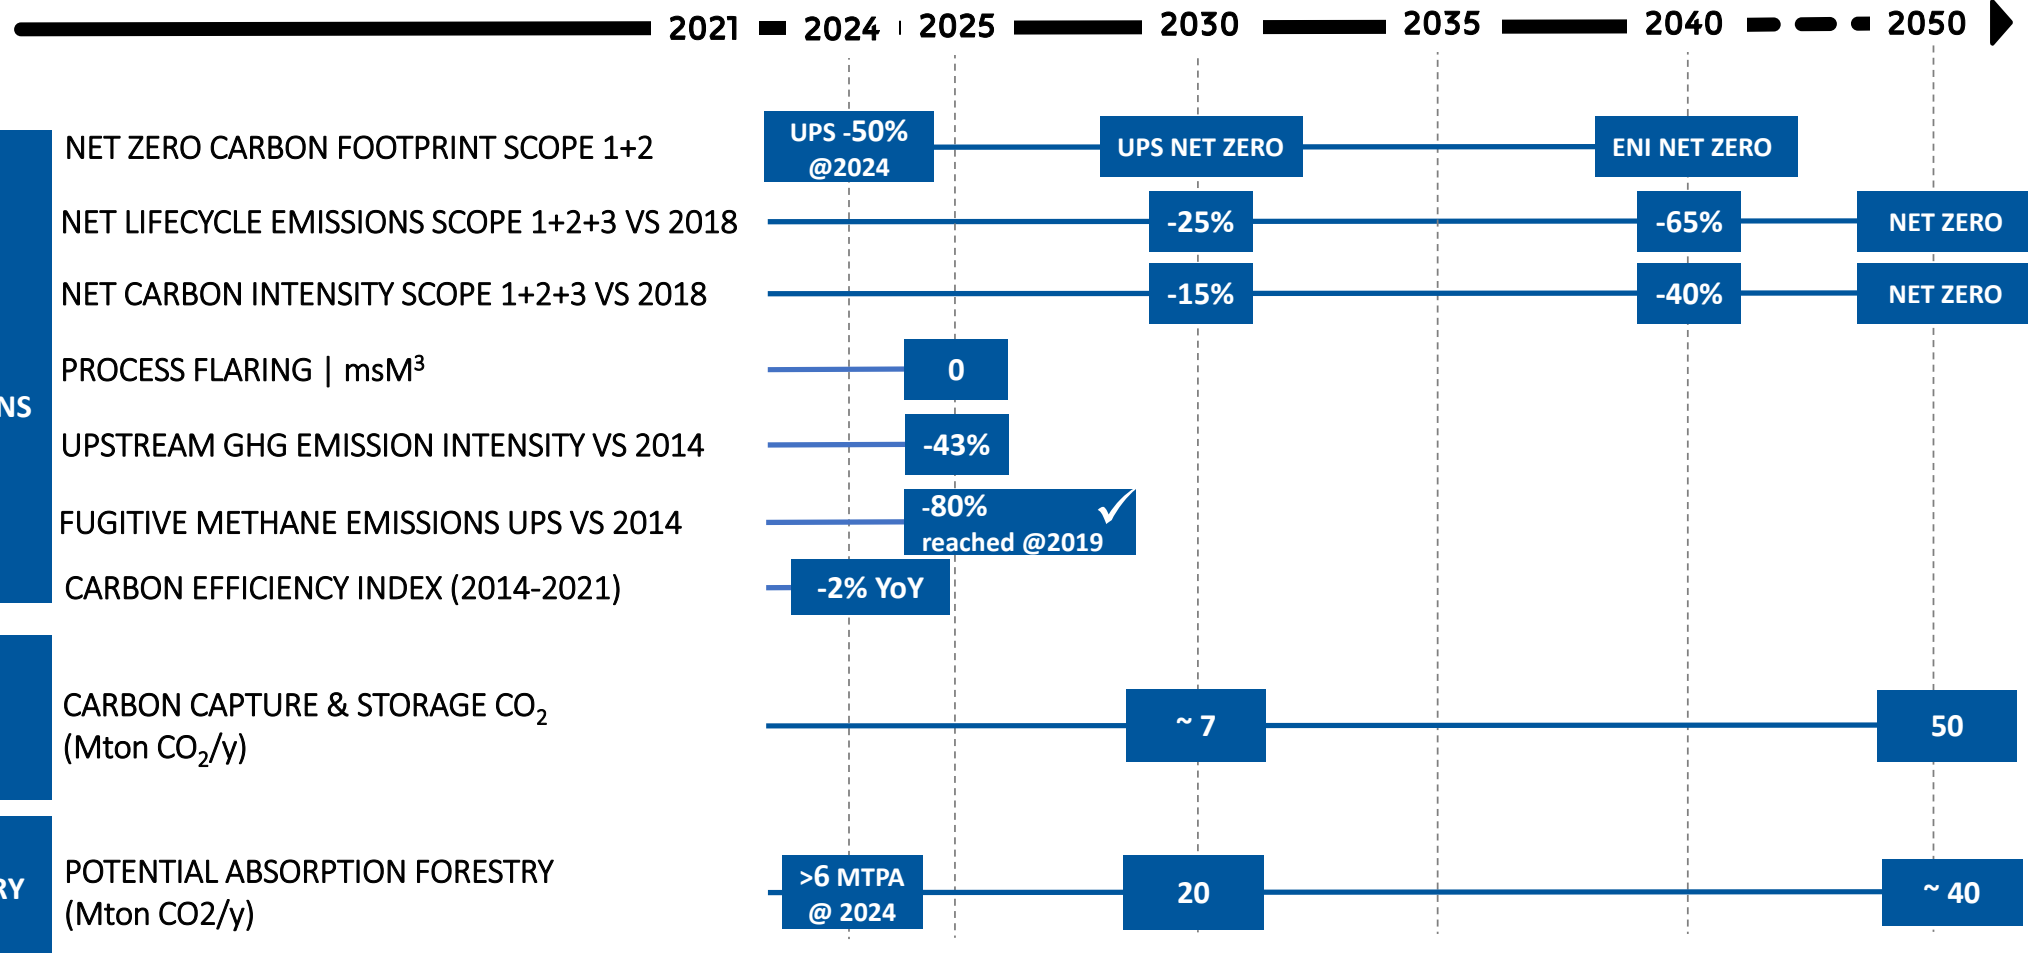 2021 2024 2025 2030 2035 2040 2050
NET ZERO CARBON FOOTPRINT SCOPE 1+2
UPS -50%
@2024
UPS NET ZERO
ENI NET ZERO
NET LIFECYCLE EMISSIONS SCOPE 1+2+3 VS 2018
-25%
-65%
NET ZERO
NET CARBON INTENSITY SCOPE 1+2+3 VS 2018
-15%
-40%
NET ZERO
PROCESS FLARING | msM³
0
NS
UPSTREAM GHG EMISSION INTENSITY VS 2014
-43%
FUGITIVE METHANE EMISSIONS UPS VS 2014
-80%
reached @2019
CARBON EFFICIENCY INDEX (2014-2021)
-2% YoY
CARBON CAPTURE & STORAGE CO₂
(Mton CO₂/y)
~ 7
50
RY
POTENTIAL ABSORPTION FORESTRY
(Mton CO2/y)
>6 MTPA
@ 2024
20
~ 40